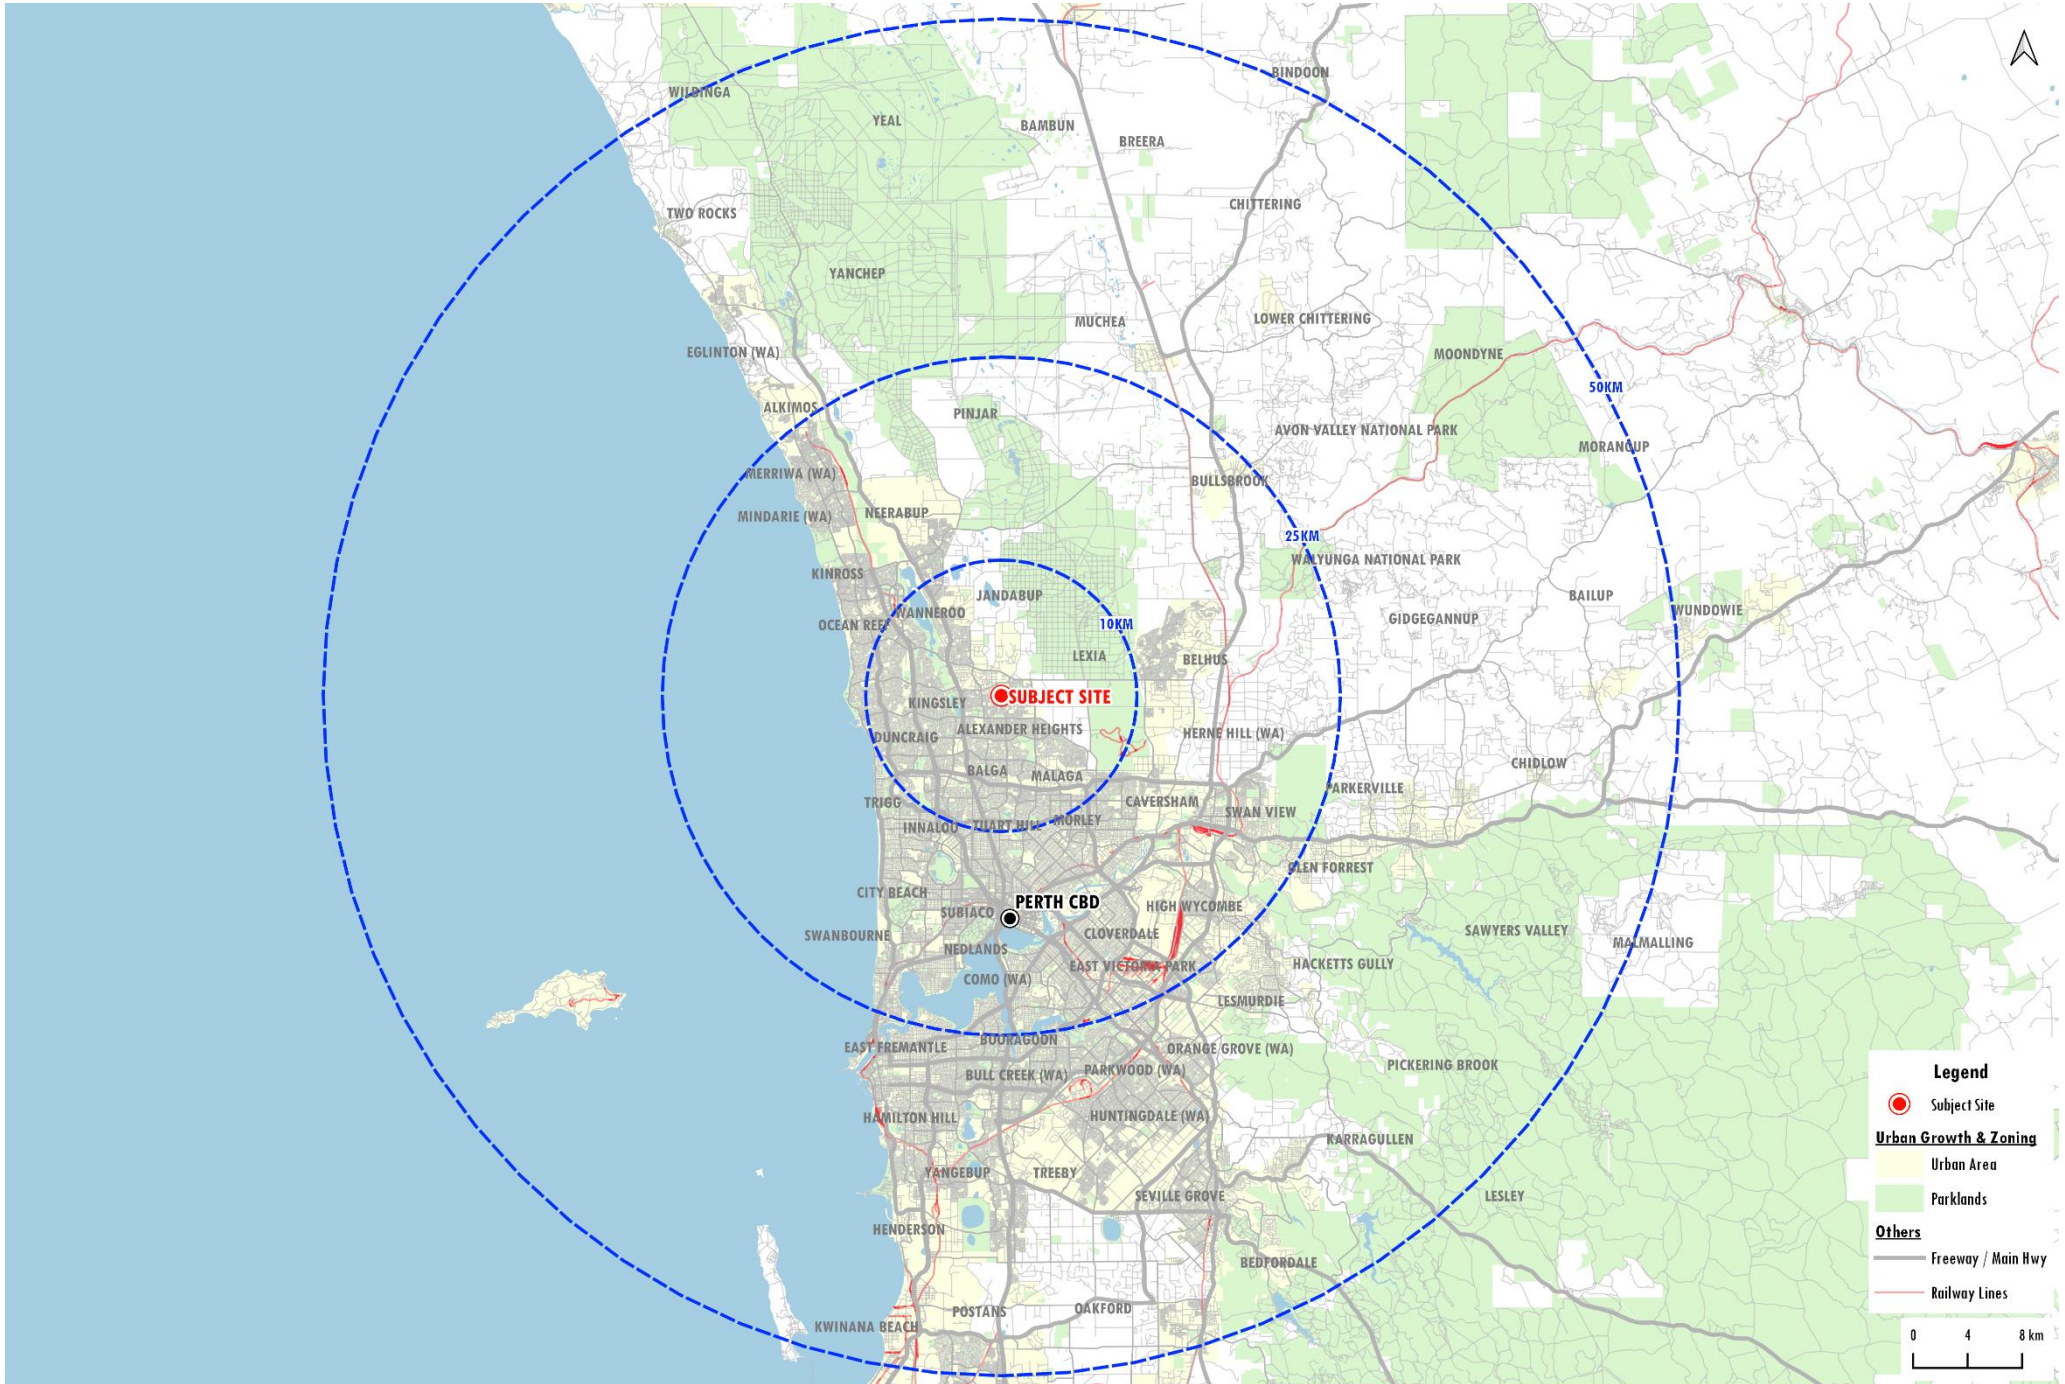 BINDOON
WILBINGA
YEAL
BAMBUN
BREERA
CHITTERING
TWO ROCKS
YANCHEP
MUCHEA
LOWER CHITTERING
EGLINTON (WA)
MOONDYNE
50KM
ALKIMOS
PINJAR
AVON VALLEY NATIONAL PARK
MORANGUP
MERRIWA (WA)
BULLSBROOK
MINDARIE (WA)
NEERABUP
25KM
WALYUNGA NATIONAL PARK
KINROSS
JANDABUP
BAILUP
WANNEROO
WUNDOWIE
OCEAN REEF
10KM
GIDGEGANNUP
LEXIA
BELHUS
SUBJECT SITE
KINGSLEY
ALEXANDER HEIGHTS
DUNCRAIG
HERNE HILL (WA)
BALGA
MALAGA
CHIDLOW
PARKERVILLE
TRIGG
CAVERSHAM
SWAN VIEW
INNALOO
TUART HILL
MORLEY
GLEN FORREST
CITY BEACH
PERTH CBD
SUBIACO
HIGH WYCOMBE
SWANBOURNE
CLOVERDALE
SAWYERS VALLEY
NEDLANDS
MALMALLING
EAST VICTORIA PARK
HACKETTS GULLY
COMO (WA)
LESMURDIE
BOORAGOON
EAST FREMANTLE
ORANGE GROVE (WA)
PICKERING BROOK
BULL CREEK (WA)
PARKWOOD (WA)
HAMILTON HILL
HUNTINGDALE (WA)
KARRAGULLEN
YANGEBUP
TREEBY
SEVILLE GROVE
LESLEY
HENDERSON
BEDFORDALE
POSTANS
OAKFORD
KWINANA BEACH
Legend
Subject Site
Urban Growth & Zoning
Urban Area
Parklands
Others
Freeway / Main Hwy
Railway Lines
0 4 8 km